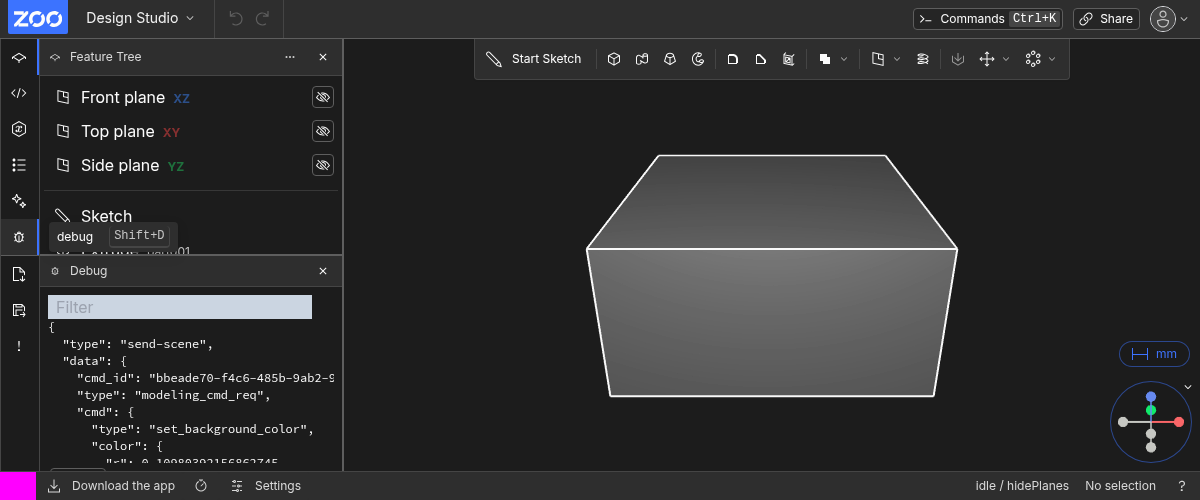 ZOO Design Studio Commands Ctrl+K Share
Feature Tree
Start Sketch
Front plane XZ
Top plane XY
Side plane YZ
Sketch
debug Shift+D
Debug
Filter
{
"type": "send-scene",
"data": {
"cmd_id": "bbeade70-f4c6-485b-9ab2-9
"type": "modeling_cmd_req",
"cmd": {
"type": "set_background_color",
"color": {
"r": 0.10980392156862745
mm
Download the app Settings idle / hidePlanes No selection ?